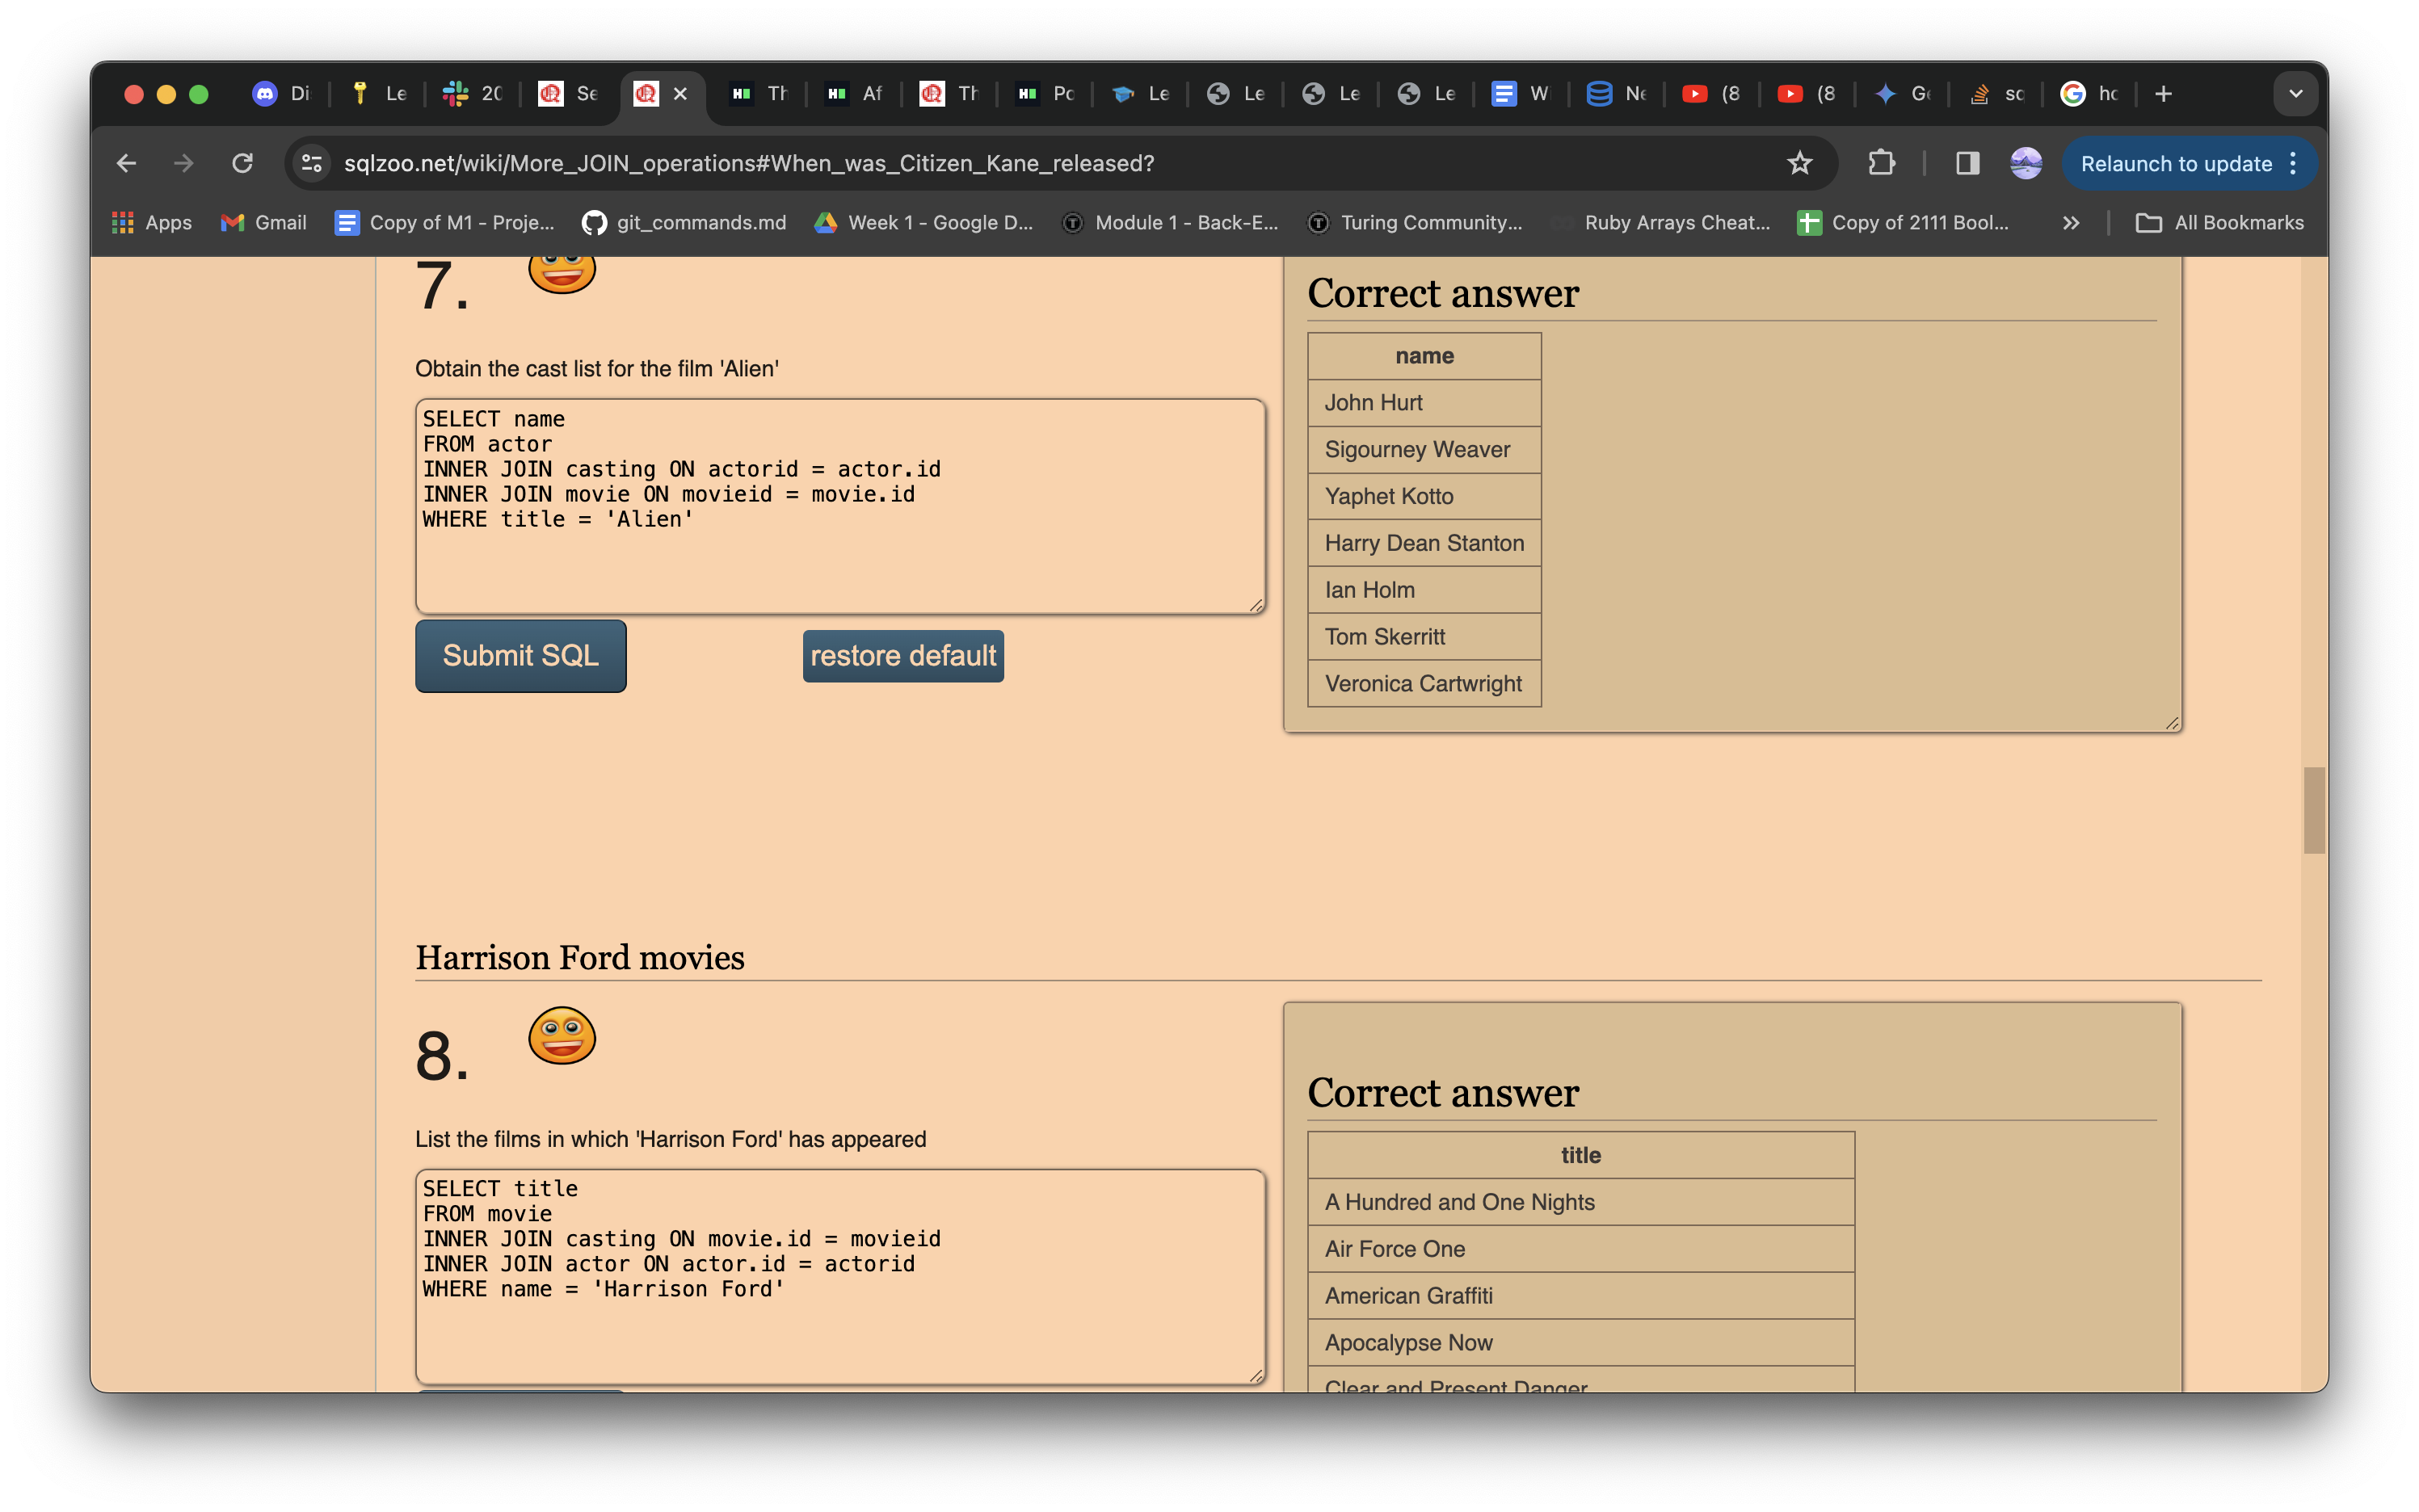 Di
Le
20
Se
Th
Af
Th
Po
Le
Le
Le
Le
W
Ne
(8
(8
Ge
so
ho
sqlzoo.net/wiki/More_JOIN_operations#When_was_Citizen_Kane_released?
Relaunch to update
Apps
Gmail
Copy of M1 - Proje...
git_commands.md
Week 1 - Google D...
Module 1 - Back-E...
Turing Community...
Ruby Arrays Cheat...
Copy of 2111 Bool...
All Bookmarks
7.
Obtain the cast list for the film 'Alien'
SELECT name
FROM actor
INNER JOIN casting ON actorid = actor.id
INNER JOIN movie ON movieid = movie.id
WHERE title = 'Alien'
Submit SQL
restore default
Correct answer
name
John Hurt
Sigourney Weaver
Yaphet Kotto
Harry Dean Stanton
Ian Holm
Tom Skerritt
Veronica Cartwright
Harrison Ford movies
8.
List the films in which 'Harrison Ford' has appeared
SELECT title
FROM movie
INNER JOIN casting ON movie.id = movieid
INNER JOIN actor ON actor.id = actorid
WHERE name = 'Harrison Ford'
Correct answer
title
A Hundred and One Nights
Air Force One
American Graffiti
Apocalypse Now
Clear and Present Danger